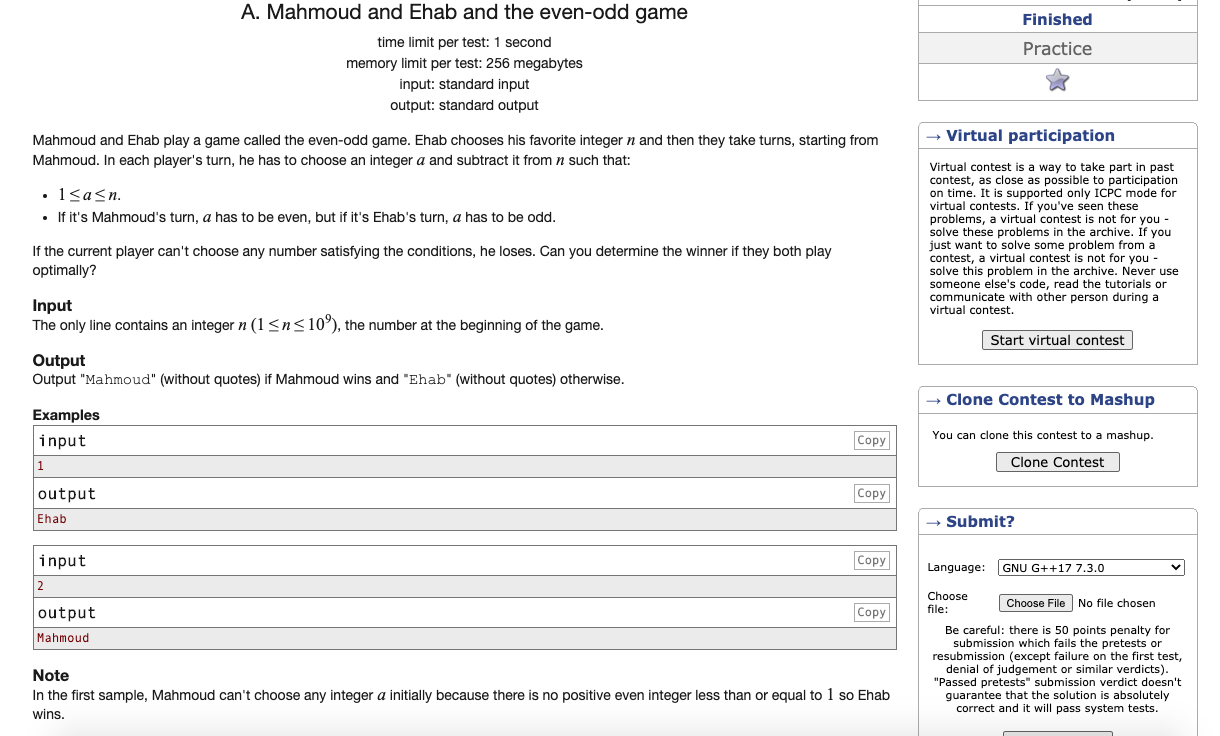 A. Mahmoud and Ehab and the even-odd game
time limit per test: 1 second
memory limit per test: 256 megabytes
input: standard input
output: standard output
Mahmoud and Ehab play a game called the even-odd game. Ehab chooses his favorite integer n and then they take turns, starting from
Mahmoud. In each player's turn, he has to choose an integer a and subtract it from n such that:
• 1 ≤ a ≤ n.
• If it's Mahmoud's turn, a has to be even, but if it's Ehab's turn, a has to be odd.
If the current player can't choose any number satisfying the conditions, he loses. Can you determine the winner if they both play
optimally?
Input
The only line contains an integer n (1 ≤ n ≤ 10⁹), the number at the beginning of the game.
Output
Output "Mahmoud" (without quotes) if Mahmoud wins and "Ehab" (without quotes) otherwise.
Examples
input Copy
1
output Copy
Ehab
input Copy
2
output Copy
Mahmoud
Note
In the first sample, Mahmoud can't choose any integer a initially because there is no positive even integer less than or equal to 1 so Ehab
wins.
Finished
Practice
→ Virtual participation
Virtual contest is a way to take part in past
contest, as close as possible to participation
on time. It is supported only ICPC mode for
virtual contests. If you've seen these
problems, a virtual contest is not for you -
solve these problems in the archive. If you
just want to solve some problem from a
contest, a virtual contest is not for you -
solve this problem in the archive. Never use
someone else's code, read the tutorials or
communicate with other person during a
virtual contest.
Start virtual contest
→ Clone Contest to Mashup
You can clone this contest to a mashup.
Clone Contest
→ Submit?
Language: GNU G++17 7.3.0
Choose
file: Choose File No file chosen
Be careful: there is 50 points penalty for
submission which fails the pretests or
resubmission (except failure on the first test,
denial of judgement or similar verdicts).
"Passed pretests" submission verdict doesn't
guarantee that the solution is absolutely
correct and it will pass system tests.